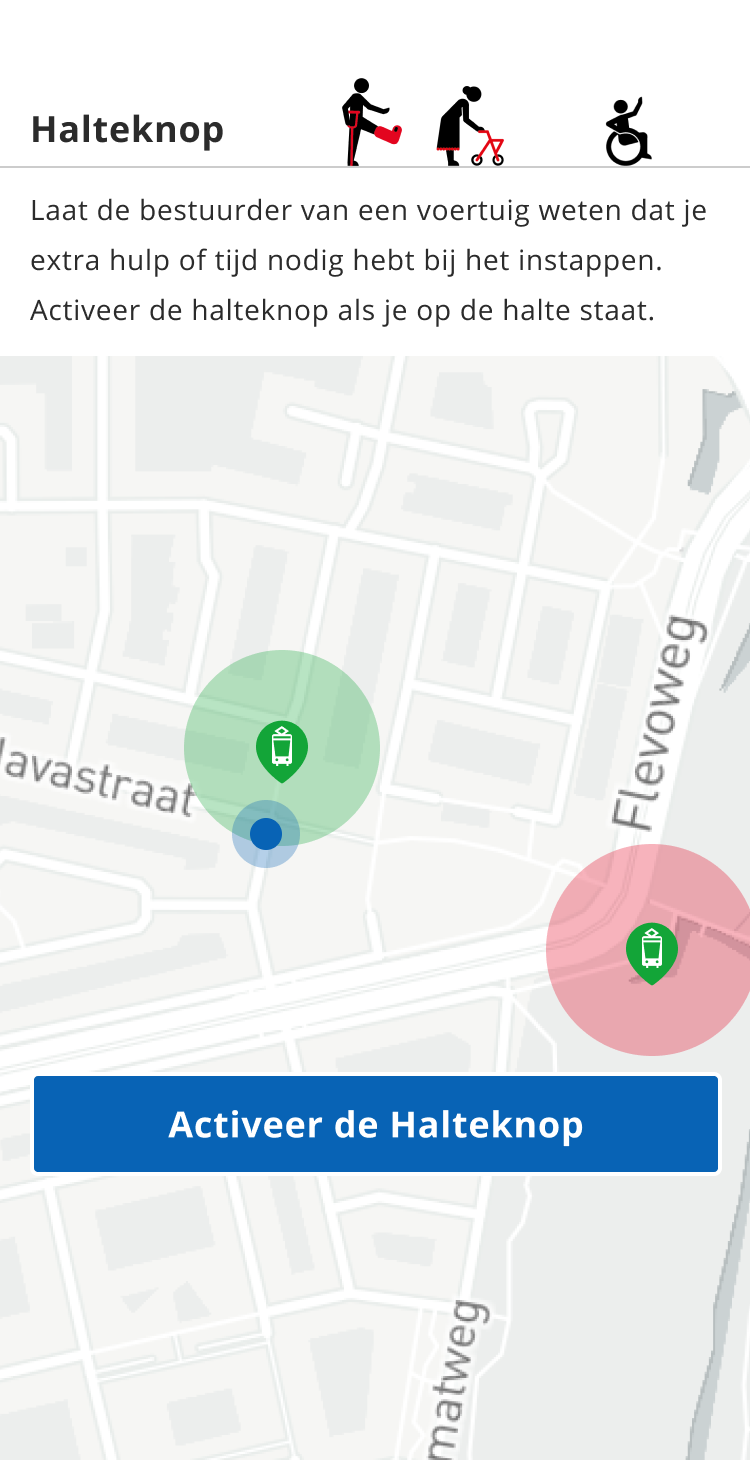 Halteknop
Laat de bestuurder van een voertuig weten dat je
extra hulp of tijd nodig hebt bij het instappen.
Activeer de halteknop als je op de halte staat.
Flevoweg
Javastraat
Activeer de Halteknop
matweg